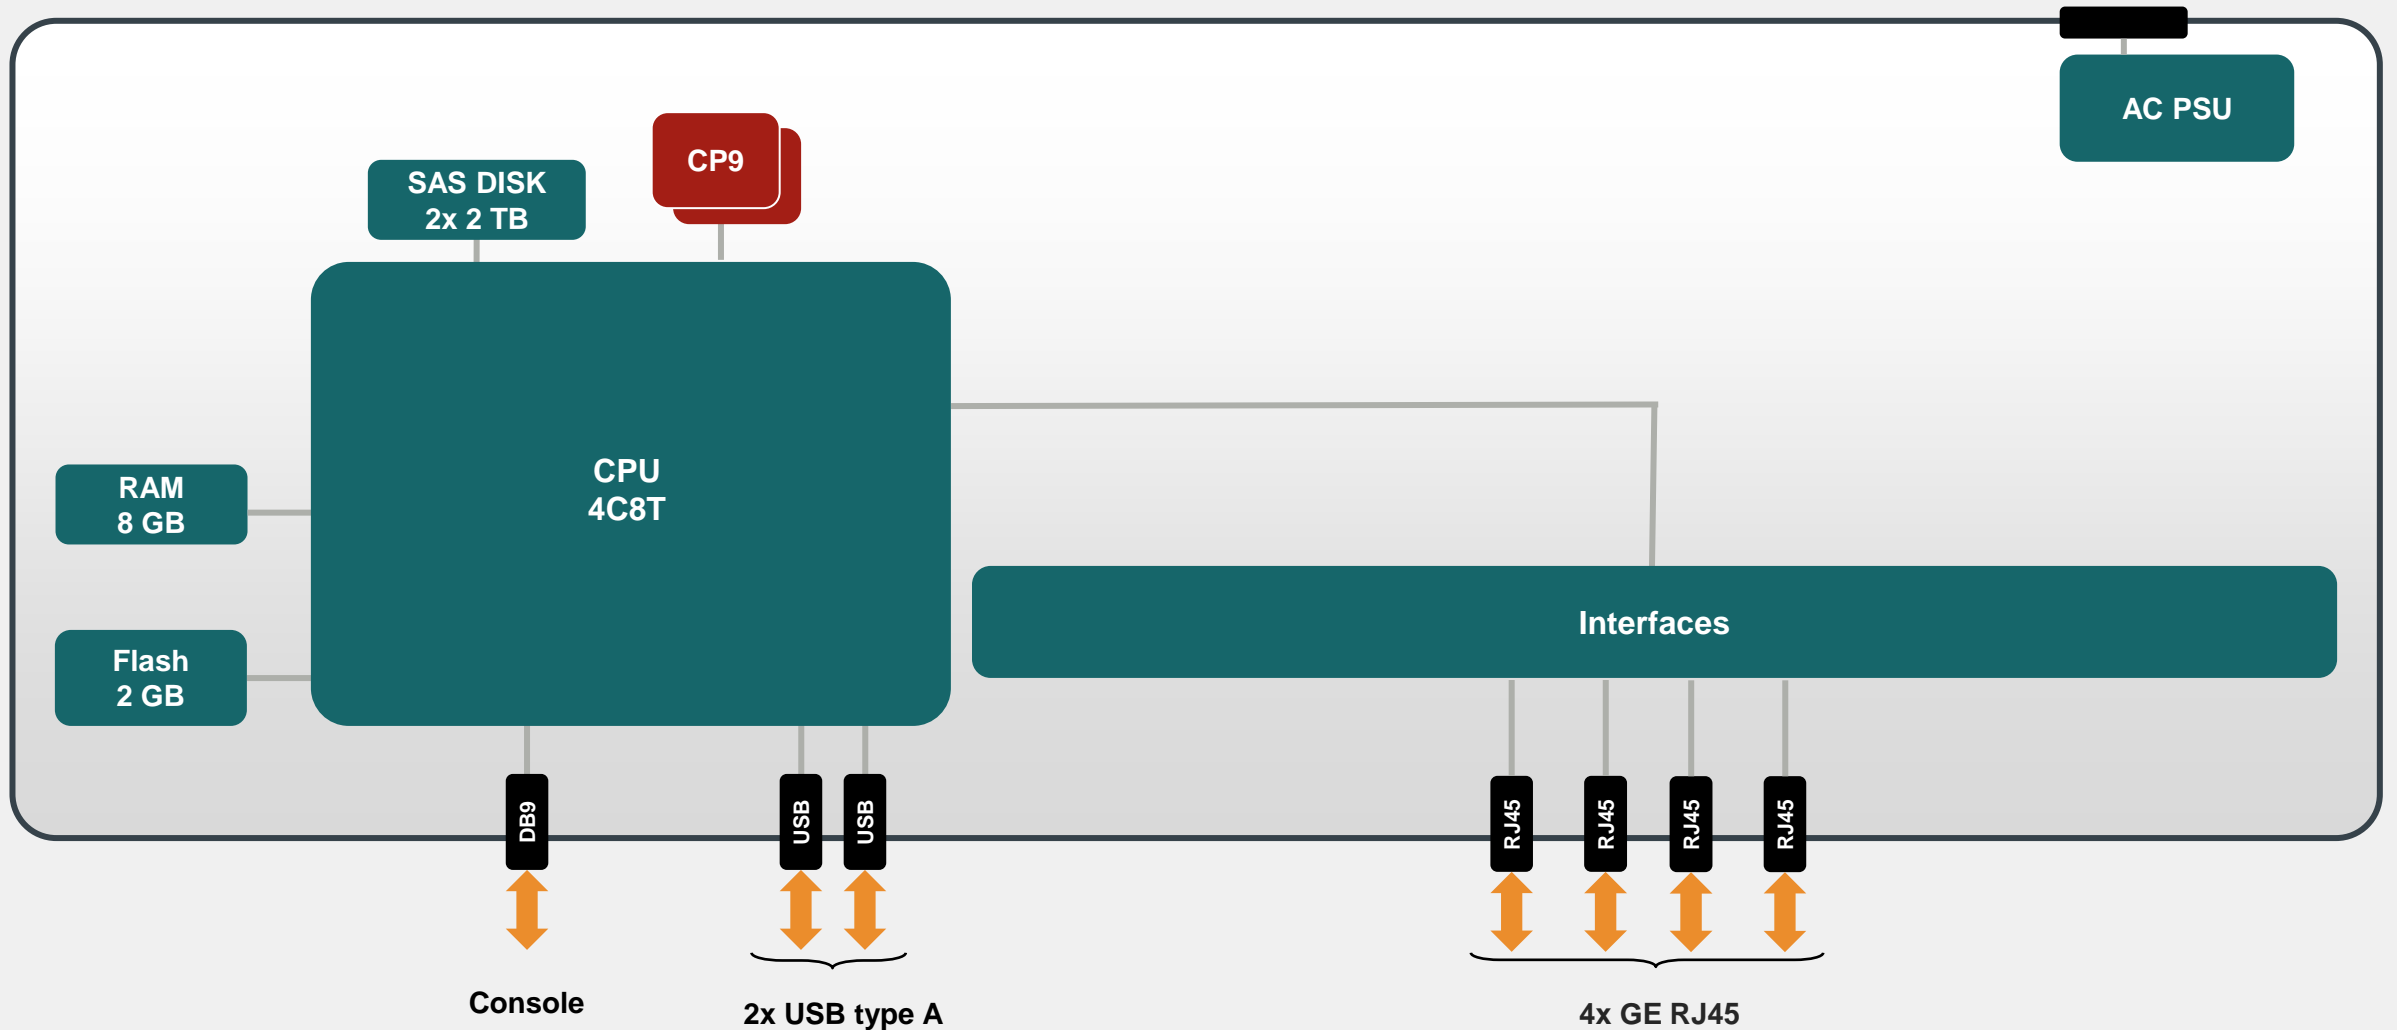 AC PSU
CP9
SAS DISK
2x 2 TB
CPU
4C8T
RAM
8 GB
Flash
2 GB
Interfaces
DB9
USB
USB
RJ45
RJ45
RJ45
RJ45
Console
2x USB type A
4x GE RJ45